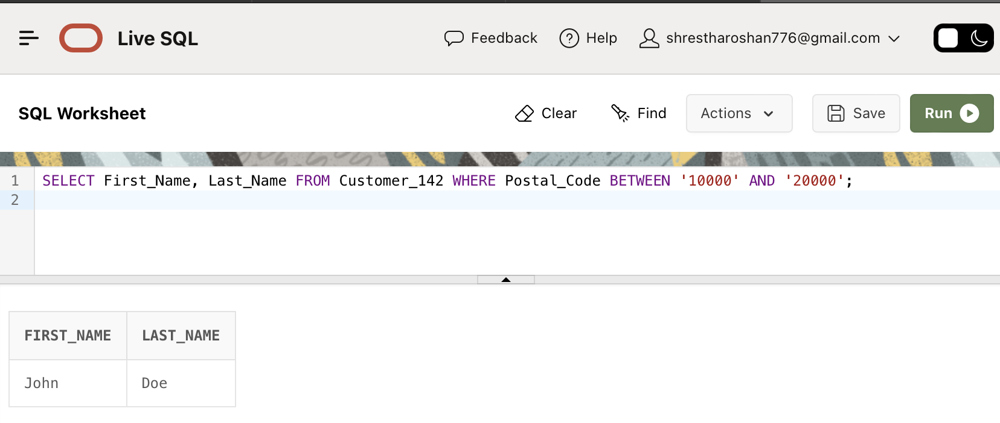 Live SQL Feedback Help shrestharoshan776@gmail.com
SQL Worksheet Clear Find Actions Save Run
1 SELECT First_Name, Last_Name FROM Customer_142 WHERE Postal_Code BETWEEN '10000' AND '20000';
2
FIRST_NAME LAST_NAME
John Doe